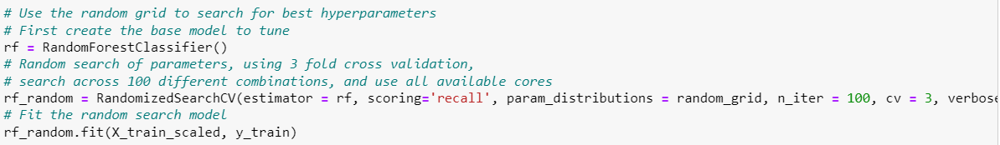 # Use the random grid to search for best hyperparameters
# First create the base model to tune
rf = RandomForestClassifier()
# Random search of parameters, using 3 fold cross validation,
# search across 100 different combinations, and use all available cores
rf_random = RandomizedSearchCV(estimator = rf, scoring='recall', param_distributions = random_grid, n_iter = 100, cv = 3, verbose
# Fit the random search model
rf_random.fit(X_train_scaled, y_train)